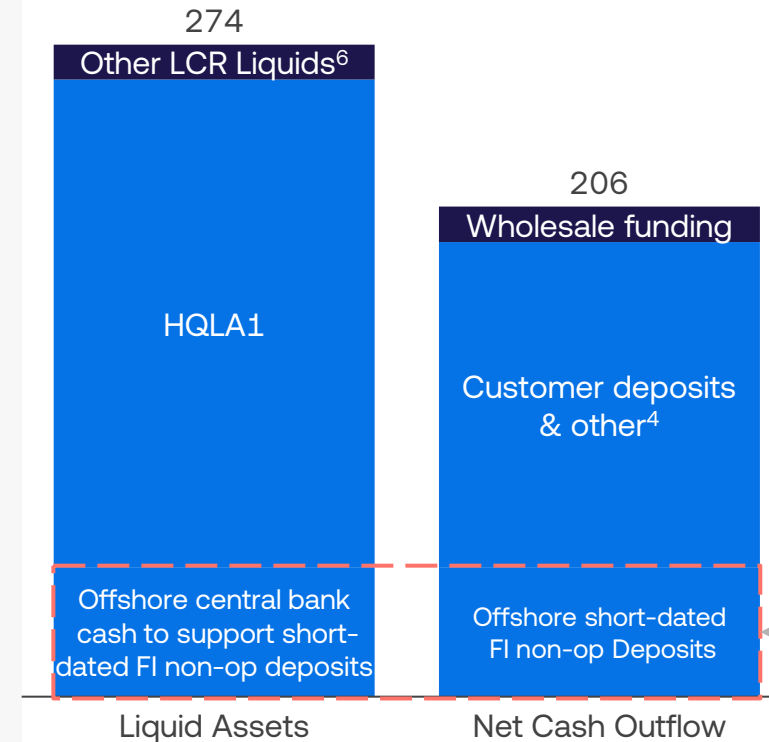 274
Other LCR Liquids⁶
HQLA1
Offshore central bank
cash to support short-
dated FI non-op deposits
Liquid Assets
206
Wholesale funding
Customer deposits
& other⁴
Offshore short-dated
FI non-op Deposits
Net Cash Outflow